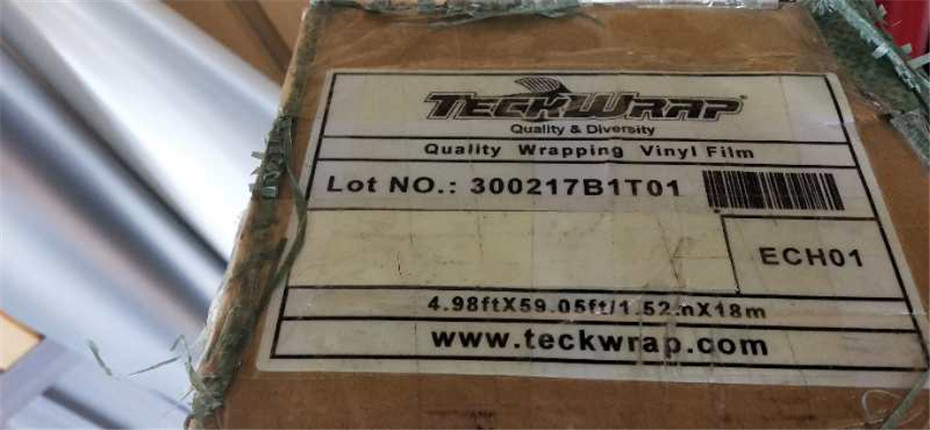 TECKWRAP
Quality & Diversity
Quality Wrapping Vinyl Film
Lot NO.: 300217B1T01
ECH01
4.98ftX59.05ft/1.52mX18m
www.teckwrap.com